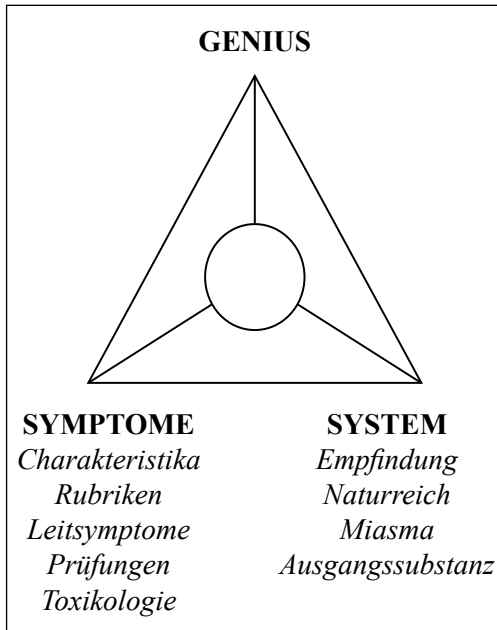 GENIUS
SYMPTOME
Charakteristika
Rubriken
Leitsymptome
Prüfungen
Toxikologie
SYSTEM
Empfindung
Naturreich
Miasma
Ausgangssubstanz